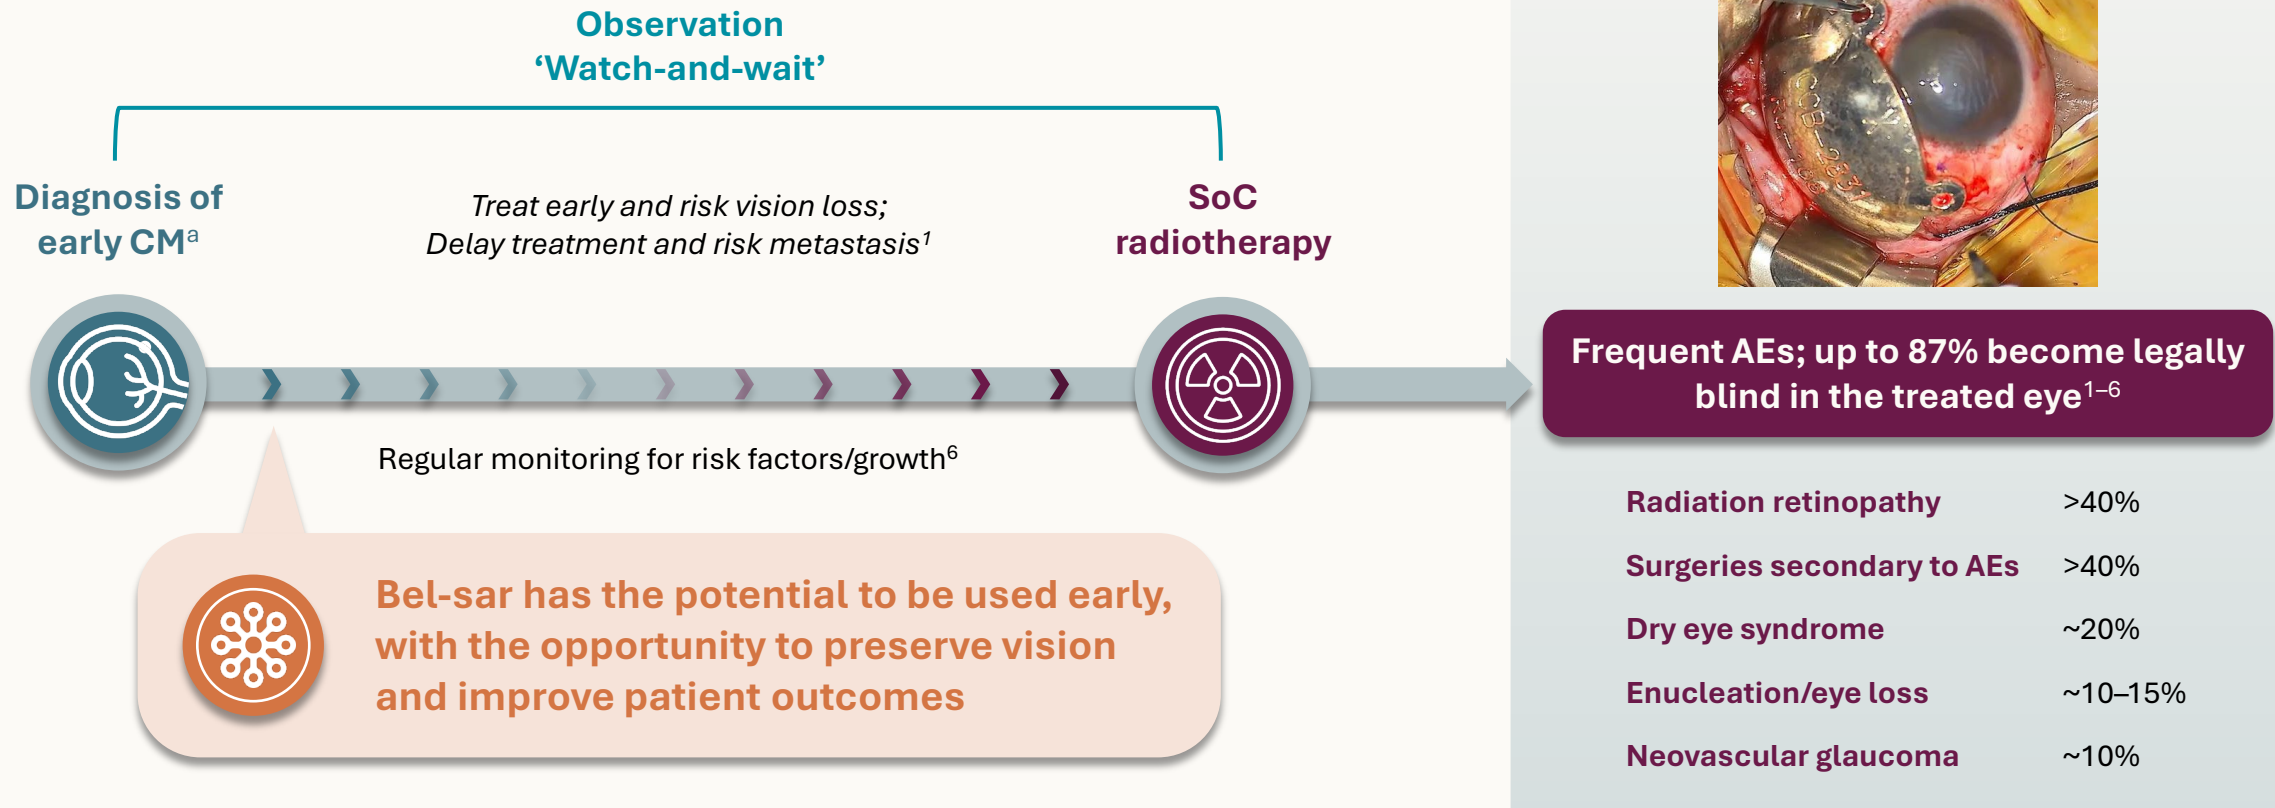 Observation
‘Watch-and-wait’
Diagnosis of
early CMᵃ
Treat early and risk vision loss;
Delay treatment and risk metastasis¹
SoC
radiotherapy
Regular monitoring for risk factors/growth⁶
Bel-sar has the potential to be used early,
with the opportunity to preserve vision
and improve patient outcomes
Frequent AEs; up to 87% become legally
blind in the treated eye¹⁻⁶
Radiation retinopathy >40%
Surgeries secondary to AEs >40%
Dry eye syndrome ~20%
Enucleation/eye loss ~10–15%
Neovascular glaucoma ~10%